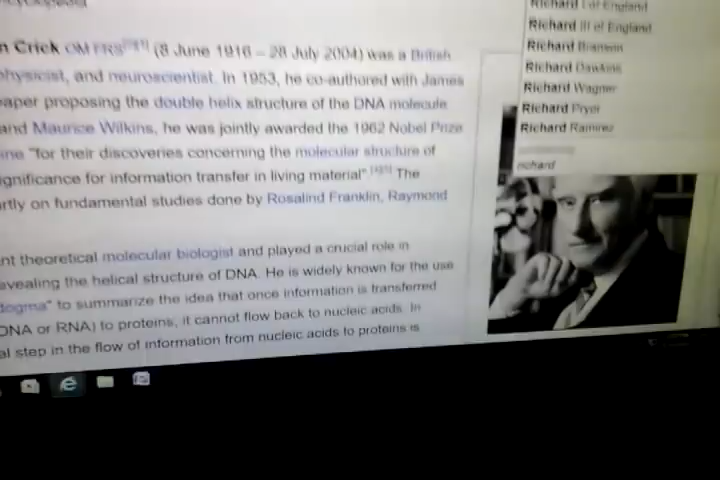 n Crick OM FRS (8 June 1916 – 28 July 2004) was a British
physicist, and neuroscientist. In 1953, he co-authored with James
paper proposing the double helix structure of the DNA molecule
and Maurice Wilkins, he was jointly awarded the 1962 Nobel Prize
ine "for their discoveries concerning the molecular structure of
ignificance for information transfer in living material". The
artly on fundamental studies done by Rosalind Franklin, Raymond
nt theoretical molecular biologist and played a crucial role in
evealing the helical structure of DNA. He is widely known for the use
dogma" to summarize the idea that once information is transferred
DNA or RNA) to proteins, it cannot flow back to nucleic acids. In
al step in the flow of information from nucleic acids to proteins is
Richard I of England
Richard III of England
Richard Branson
Richard Dawkins
Richard Wagner
Richard Pryor
Richard Ramirez
richard